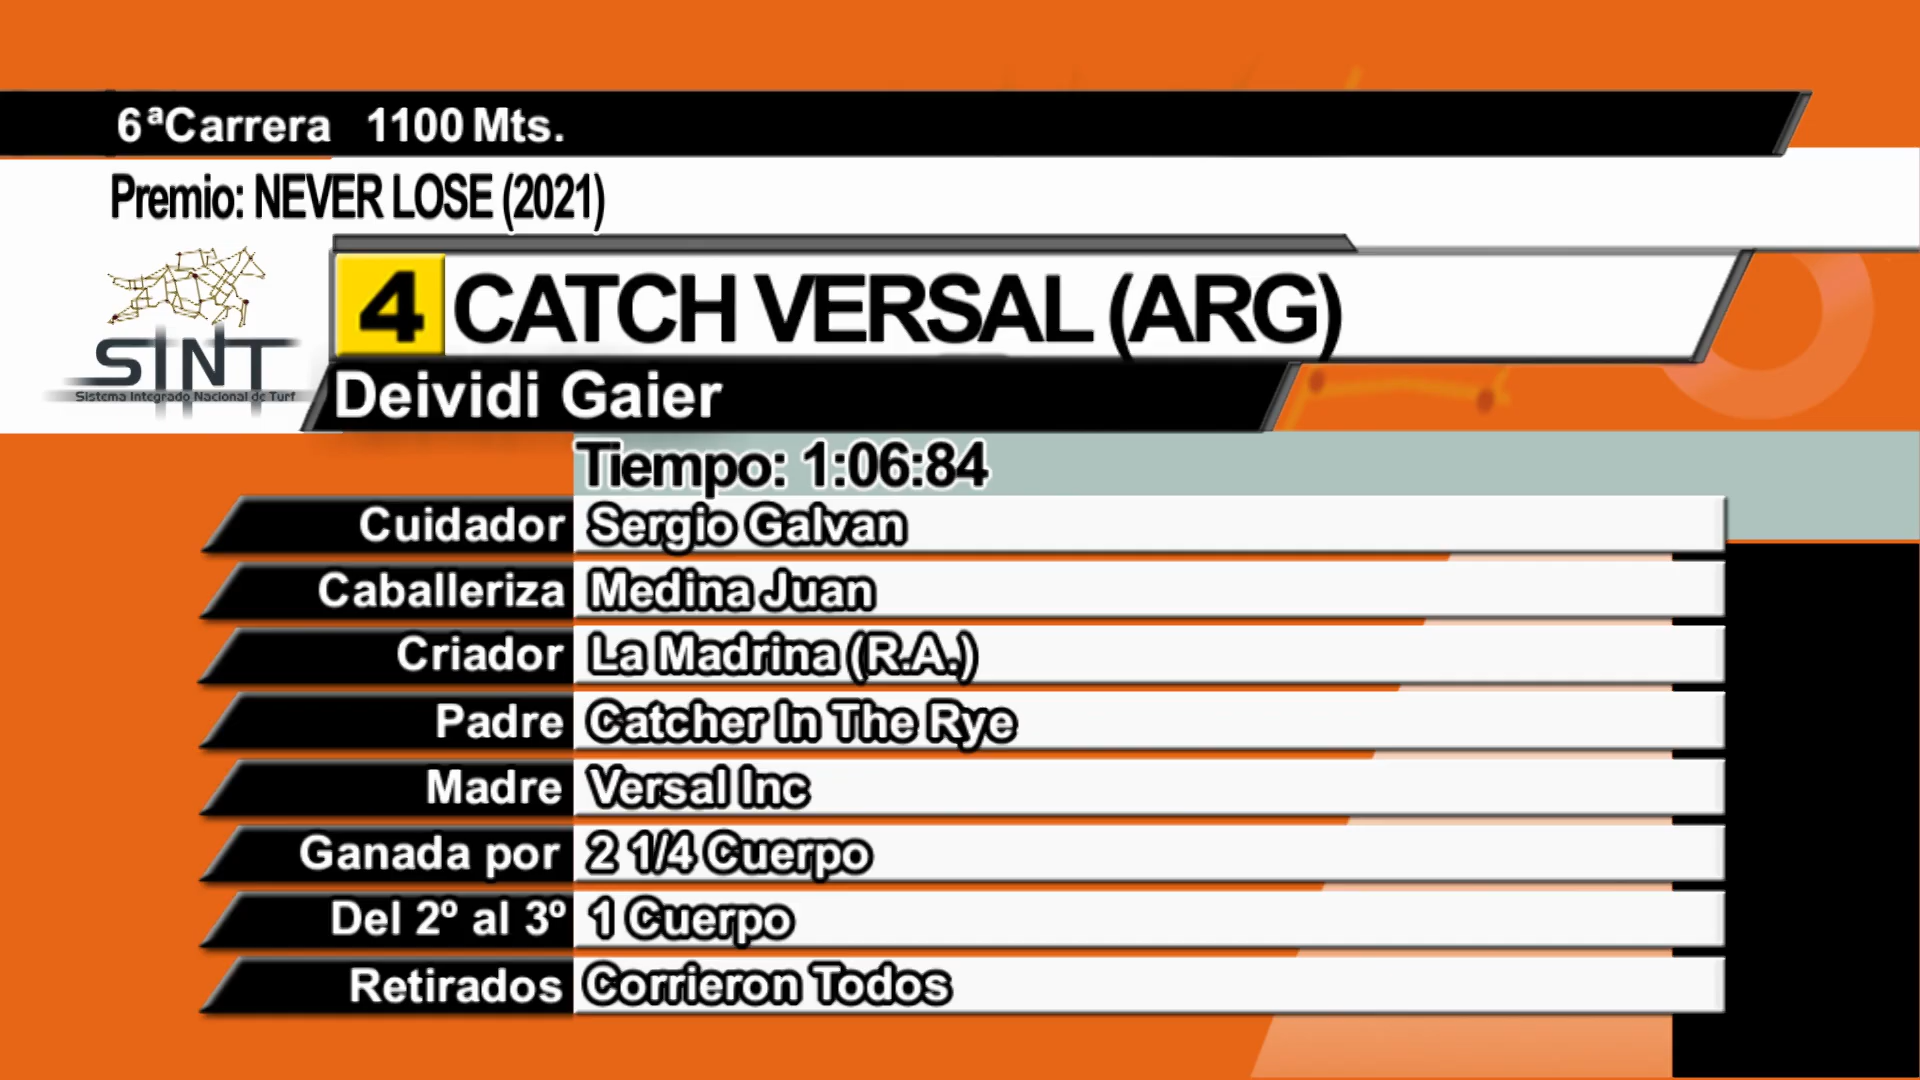 6ªCarrera 1100 Mts.
Premio: NEVER LOSE (2021)
4 CATCH VERSAL (ARG)
SINT
Sistema Integrado Nacional de Turf
Deividi Gaier
Tiempo: 1:06:84
Cuidador Sergio Galvan
Caballeriza Medina Juan
Criador La Madrina (R.A.)
Padre Catcher In The Rye
Madre Versal Inc
Ganada por 2 1/4 Cuerpo
Del 2º al 3º 1 Cuerpo
Retirados Corrieron Todos